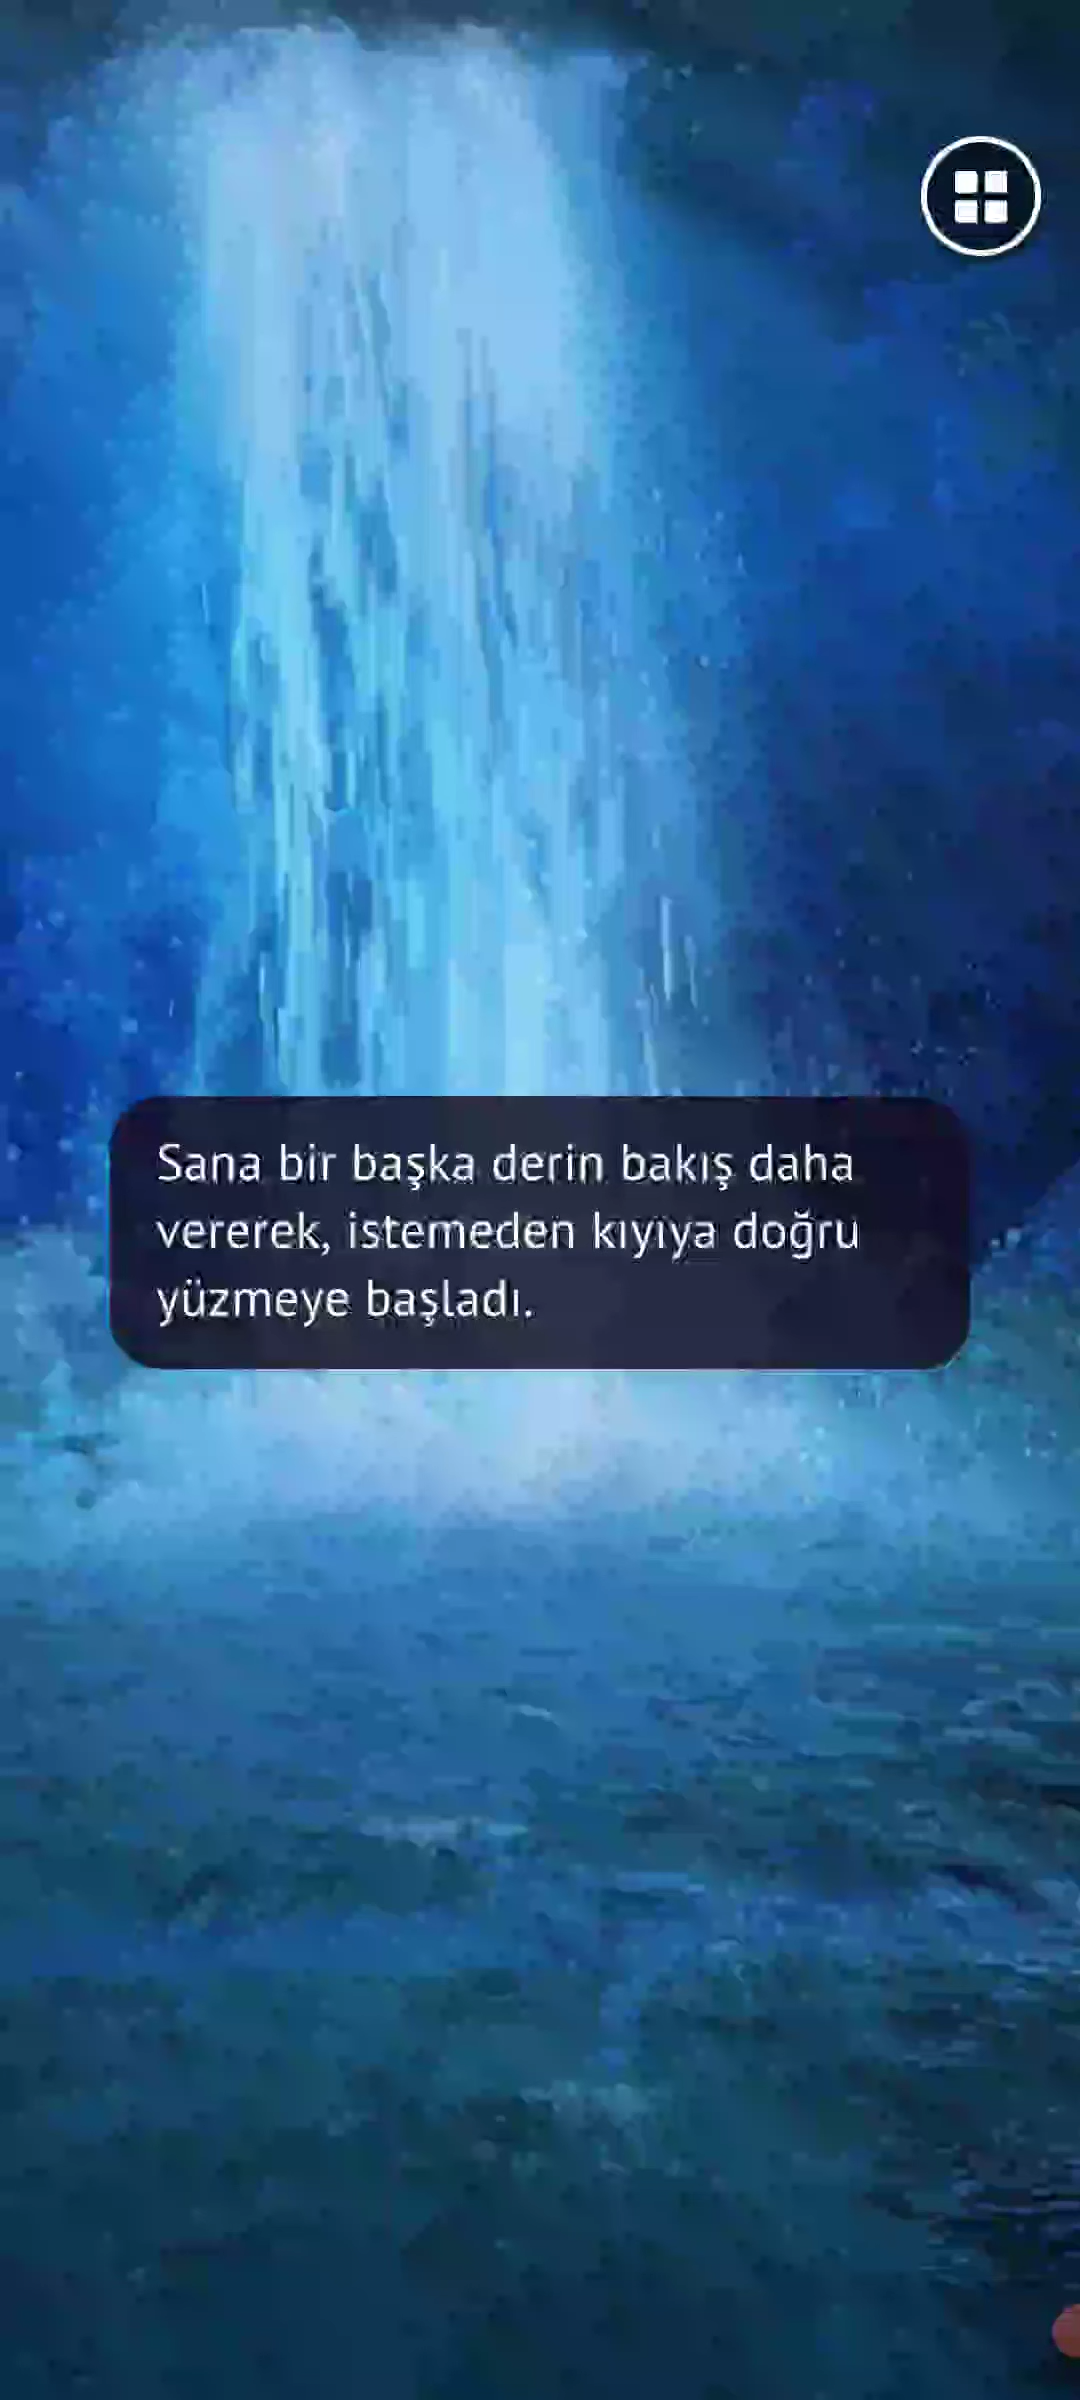 Sana bir başka derin bakış daha
vererek, istemeden kıyıya doğru
yüzmeye başladı.